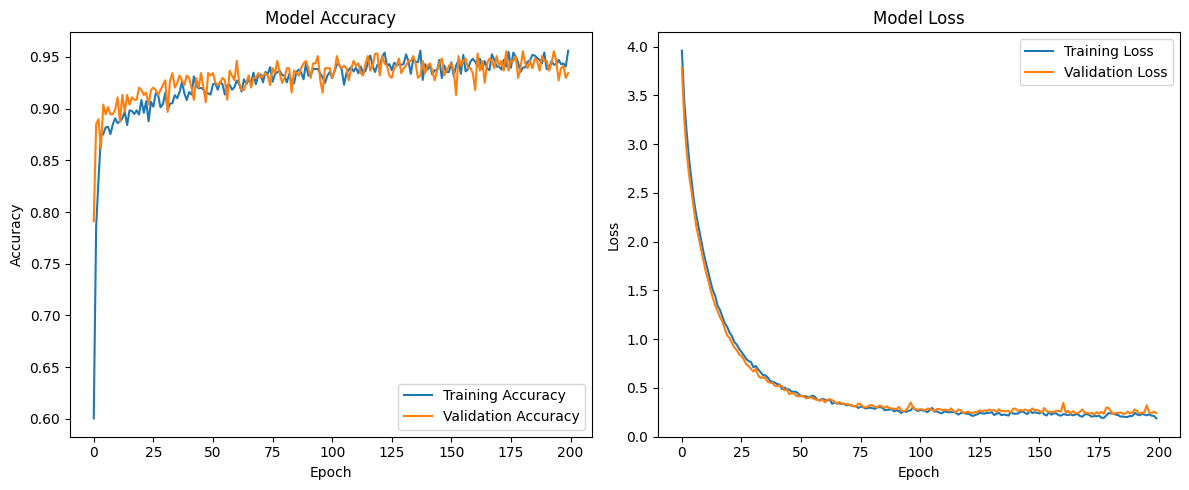 Model Accuracy
0.95
0.90
0.85
0.80
0.75
0.70
0.65
0.60
Accuracy
0 25 50 75 100 125 150 175 200
Epoch
Training Accuracy
Validation Accuracy
Model Loss
4.0
3.5
3.0
2.5
2.0
1.5
1.0
0.5
0.0
Loss
0 25 50 75 100 125 150 175 200
Epoch
Training Loss
Validation Loss